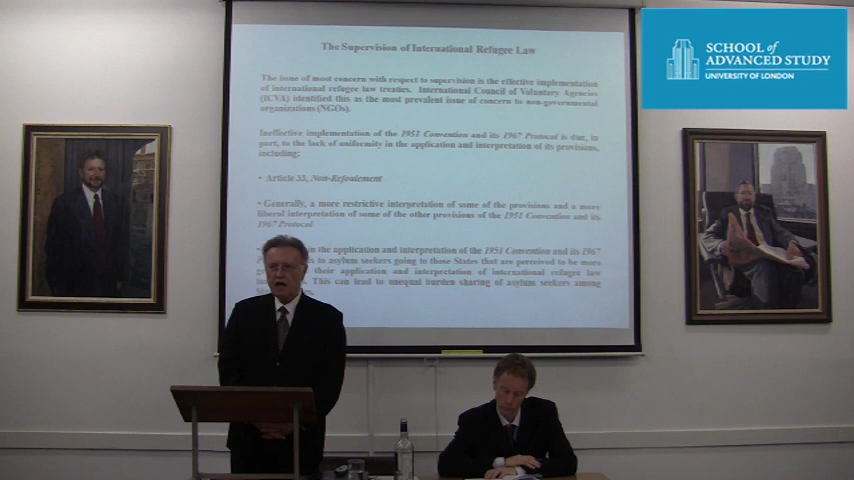 The Supervision of International Refugee Law
The issue of most concern with respect to supervision is the effective implementation
of international refugee law treaties. International Council of Voluntary Agencies
(ICVA) identified this as the most prevalent issue of concern to non-governmental
organizations (NGOs).
Ineffective implementation of the 1951 Convention and its 1967 Protocol is due, in
part, to the lack of uniformity in the application and interpretation of its provisions,
including:
• Article 33, Non-Refoulement
• Generally, a more restrictive interpretation of some of the provisions and a more
liberal interpretation of some of the other provisions of the 1951 Convention and its
1967 Protocol
in the application and interpretation of the 1951 Convention and its 1967
to asylum seekers going to those States that are perceived to be more
their application and interpretation of international refugee law
This can lead to unequal burden sharing of asylum seekers among
SCHOOL of
ADVANCED STUDY
UNIVERSITY OF LONDON